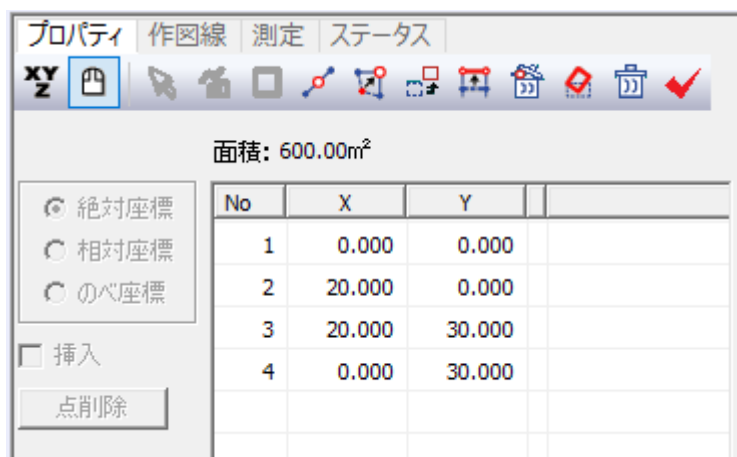 プロパティ 作図線 測定 ステータス
XYZ
面積: 600.00㎡
絶対座標
相対座標
のべ座標
挿入
点削除
No X Y
1 0.000 0.000
2 20.000 0.000
3 20.000 30.000
4 0.000 30.000